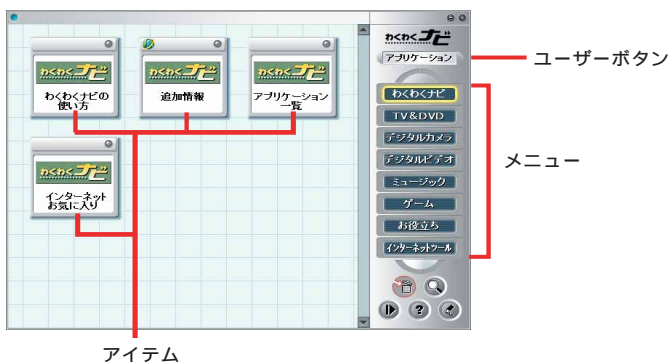 わくわくナビ
アプリケーション
ユーザーボタン
わくわくナビ
わくわくナビの
使い方
わくわくナビ
追加情報
わくわくナビ
アプリケーション
一覧
わくわくナビ
インターネット
お気に入り
わくわくナビ
TV&DVD
デジタルカメラ
デジタルビデオ
ミュージック
ゲーム
お役立ち
インターネットツール
メニュー
?
アイテム